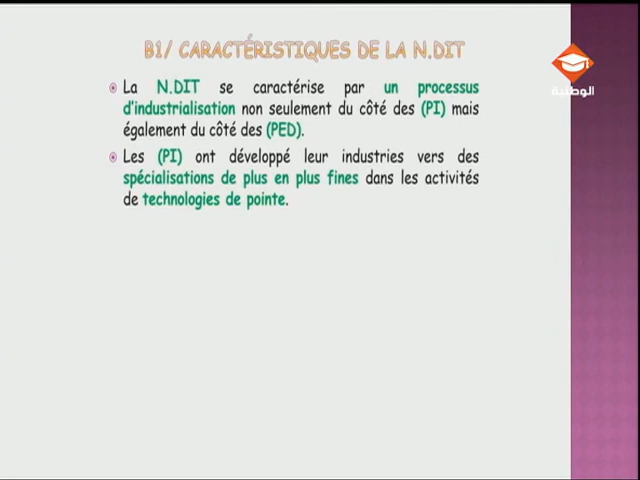 B1/ CARACTÉRISTIQUES DE LA N.DIT
الوطنية
La N.DIT se caractérise par un processus
d'industrialisation non seulement du côté des (PI) mais
également du côté des (PED).
Les (PI) ont développé leur industries vers des
spécialisations de plus en plus fines dans les activités
de technologies de pointe.